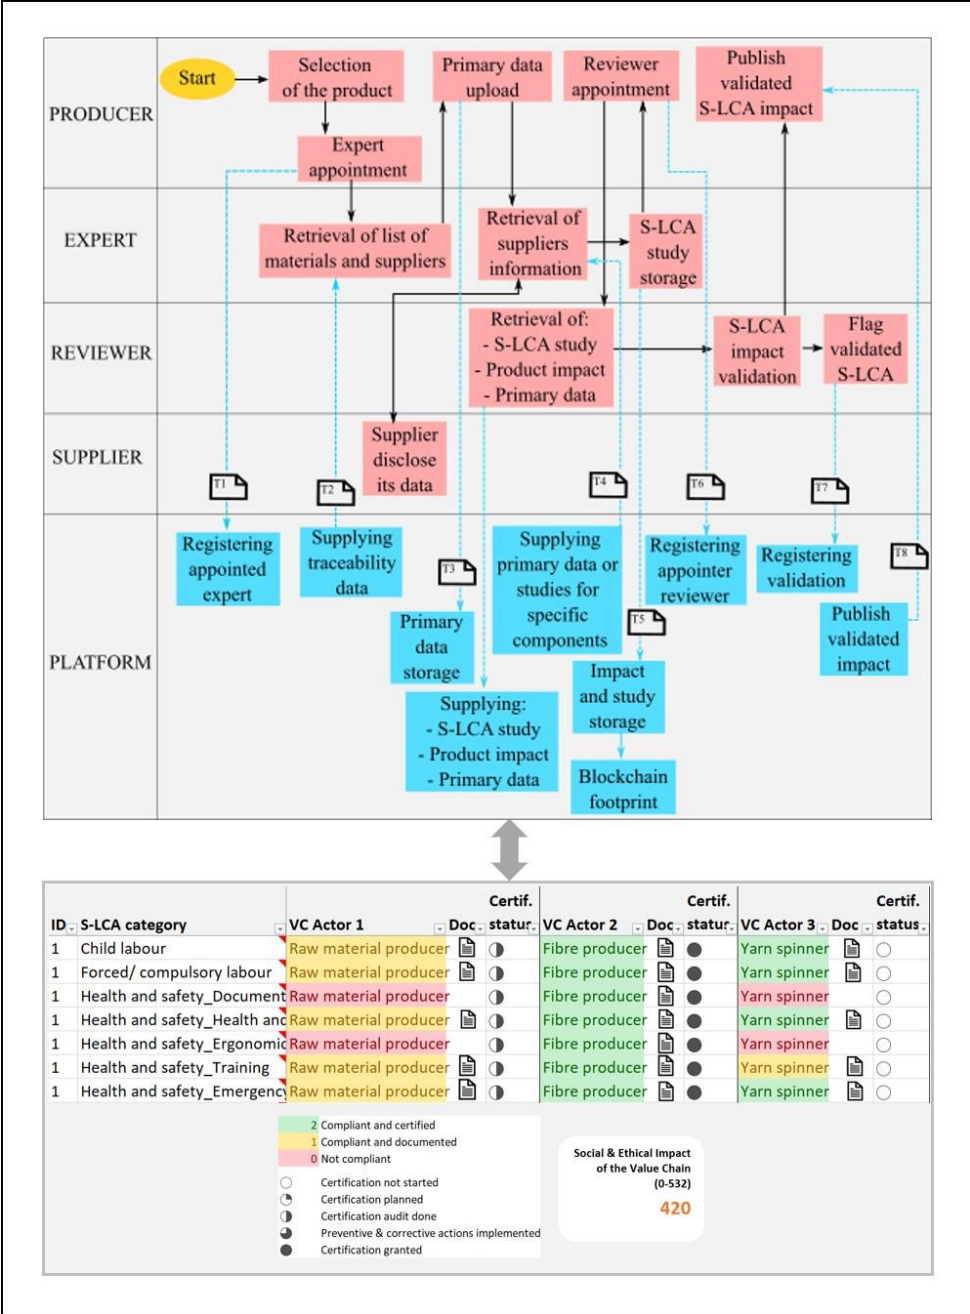 PRODUCER
Start
Selection
of the product
Expert
appointment
Primary data
upload
Reviewer
appointment
Publish
validated
S-LCA impact
EXPERT
Retrieval of list of
materials and suppliers
Retrieval of
suppliers
information
S-LCA
study
storage
REVIEWER
Retrieval of:
- S-LCA study
- Product impact
- Primary data
S-LCA
impact
validation
Flag
validated
S-LCA
SUPPLIER
Supplier
disclose
its data
T1
T2
T3
T4
T5
T6
T7
T8
PLATFORM
Registering
appointed
expert
Supplying
traceability
data
Primary
data
storage
Supplying:
- S-LCA study
- Product impact
- Primary data
Supplying
primary data or
studies for
specific
components
Impact
and study
storage
Blockchain
footprint
Registering
appointer
reviewer
Registering
validation
Publish
validated
impact
Certif. Certif. Certif.
ID S-LCA category VC Actor 1 Doc status VC Actor 2 Doc status VC Actor 3 Doc status
1 Child labour Raw material producer Fibre producer Yarn spinner
1 Forced/ compulsory labour Raw material producer Fibre producer Yarn spinner
1 Health and safety_Document Raw material producer Fibre producer Yarn spinner
1 Health and safety_Health and Raw material producer Fibre producer Yarn spinner
1 Health and safety_Ergonomic Raw material producer Fibre producer Yarn spinner
1 Health and safety_Training Raw material producer Fibre producer Yarn spinner
1 Health and safety_Emergency Raw material producer Fibre producer Yarn spinner
2 Compliant and certified
1 Compliant and documented
0 Not compliant
Certification not started
Certification planned
Certification audit done
Preventive & corrective actions implemented
Certification granted
Social & Ethical Impact
of the Value Chain
(0-532)
420